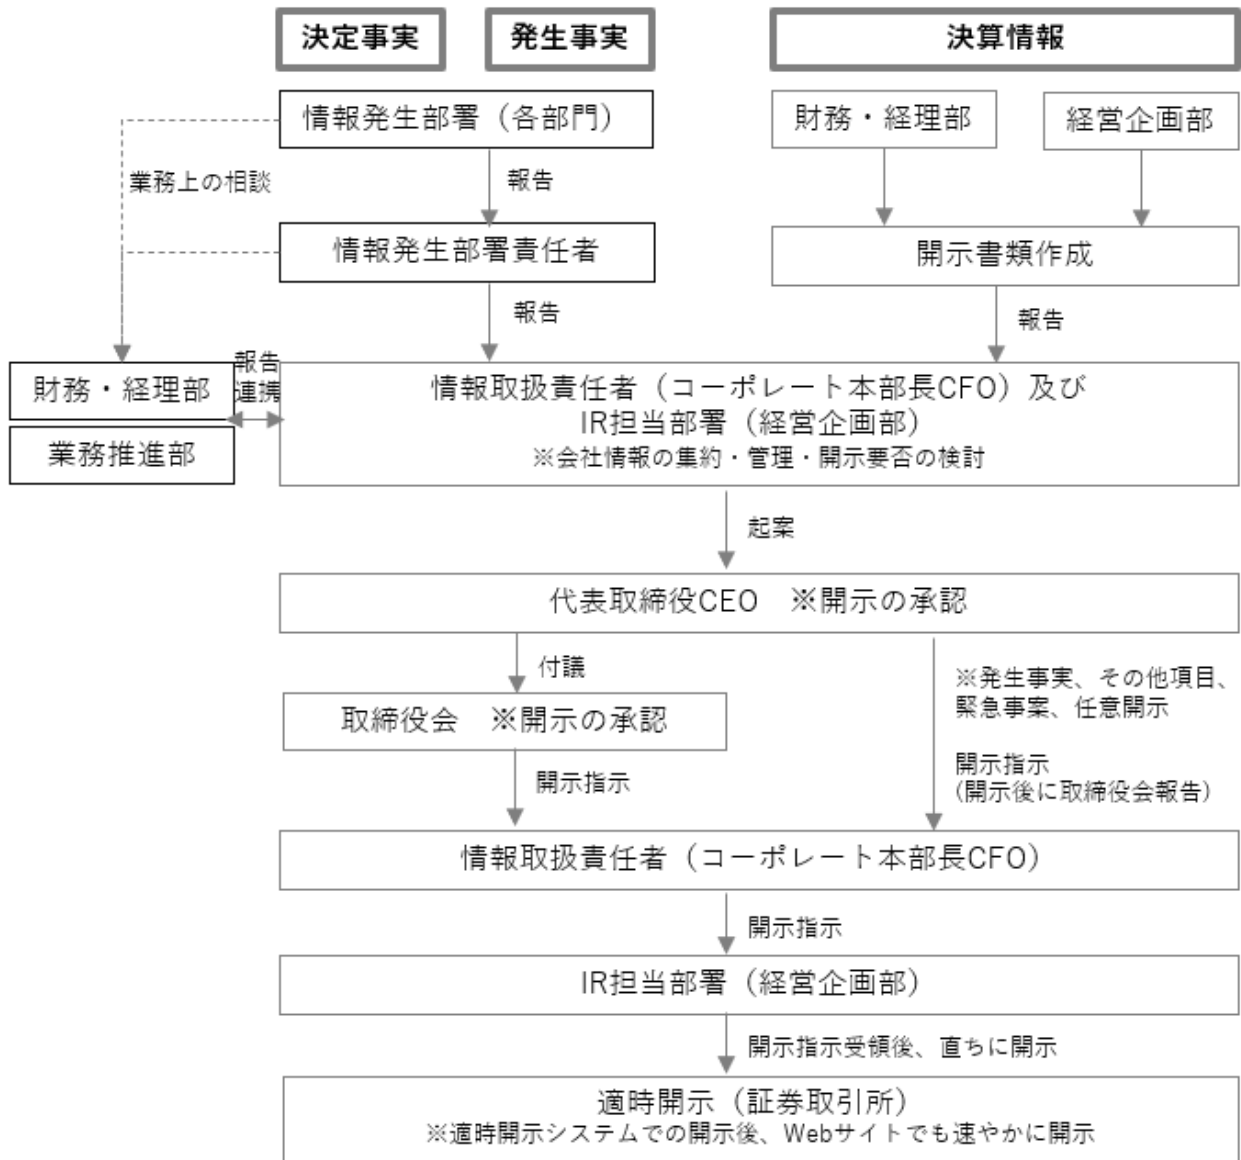 決定事実
発生事実
決算情報
情報発生部署（各部門）
財務・経理部
経営企画部
業務上の相談
報告
情報発生部署責任者
開示書類作成
報告
報告
財務・経理部
業務推進部
報告
連携
情報取扱責任者（コーポレート本部長CFO）及び
IR担当部署（経営企画部）
※会社情報の集約・管理・開示要否の検討
起案
代表取締役CEO　※開示の承認
付議
※発生事実、その他項目、
緊急事案、任意開示
取締役会　※開示の承認
開示指示
開示指示
(開示後に取締役会報告)
情報取扱責任者（コーポレート本部長CFO）
開示指示
IR担当部署（経営企画部）
開示指示受領後、直ちに開示
適時開示（証券取引所）
※適時開示システムでの開示後、Webサイトでも速やかに開示